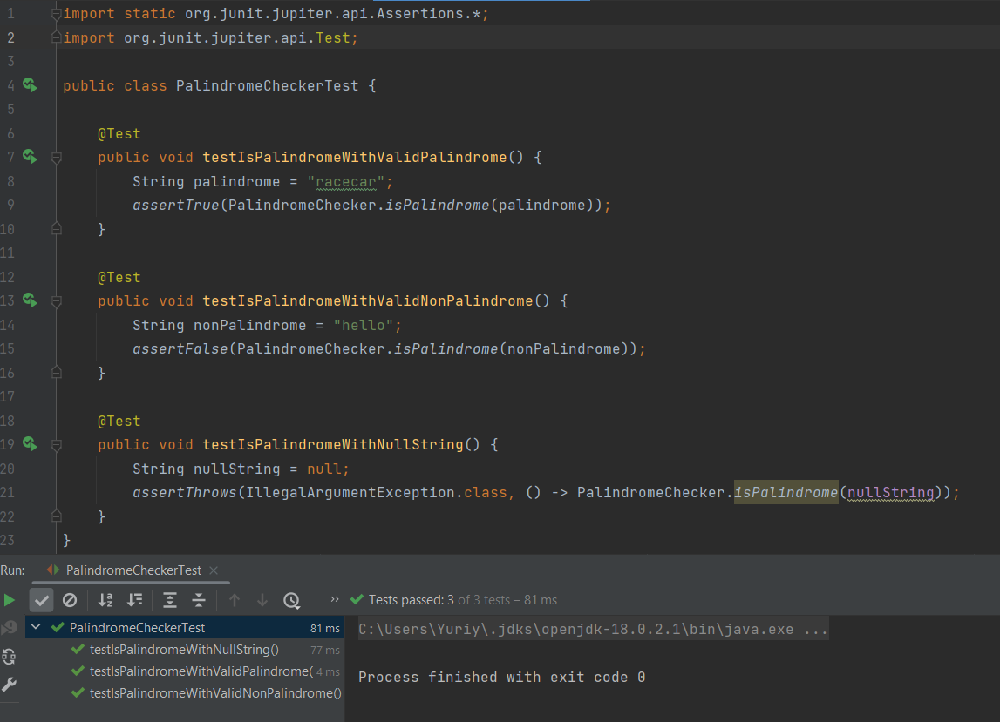 1 import static org.junit.jupiter.api.Assertions.*;
2 import org.junit.jupiter.api.Test;
3
4 public class PalindromeCheckerTest {
5
6     @Test
7     public void testIsPalindromeWithValidPalindrome() {
8         String palindrome = "racecar";
9         assertTrue(PalindromeChecker.isPalindrome(palindrome));
10     }
11
12     @Test
13     public void testIsPalindromeWithValidNonPalindrome() {
14         String nonPalindrome = "hello";
15         assertFalse(PalindromeChecker.isPalindrome(nonPalindrome));
16     }
17
18     @Test
19     public void testIsPalindromeWithNullString() {
20         String nullString = null;
21         assertThrows(IllegalArgumentException.class, () -> PalindromeChecker.isPalindrome(nullString));
22     }
23 }
Run: PalindromeCheckerTest ×
» Tests passed: 3 of 3 tests – 81 ms
PalindromeCheckerTest 81 ms
testIsPalindromeWithNullString() 77 ms
testIsPalindromeWithValidPalindrome( 4 ms
testIsPalindromeWithValidNonPalindrome()
C:\Users\Yuriy\.jdks\openjdk-18.0.2.1\bin\java.exe ...
Process finished with exit code 0